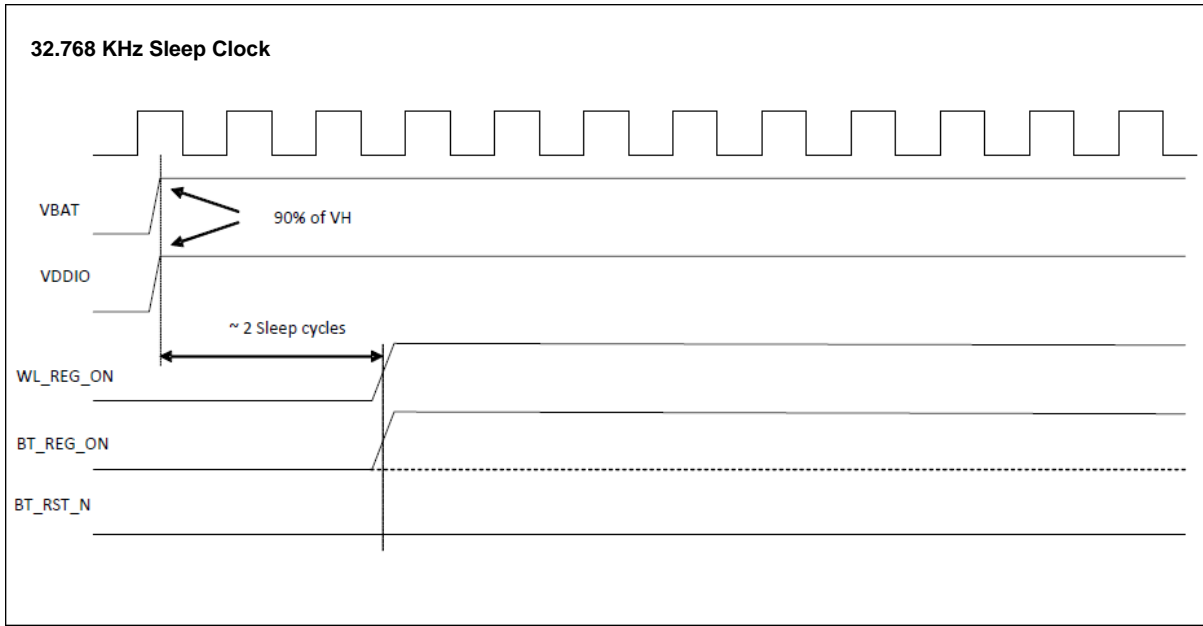 32.768 KHz Sleep Clock
VBAT
90% of VH
VDDIO
~ 2 Sleep cycles
WL_REG_ON
BT_REG_ON
BT_RST_N